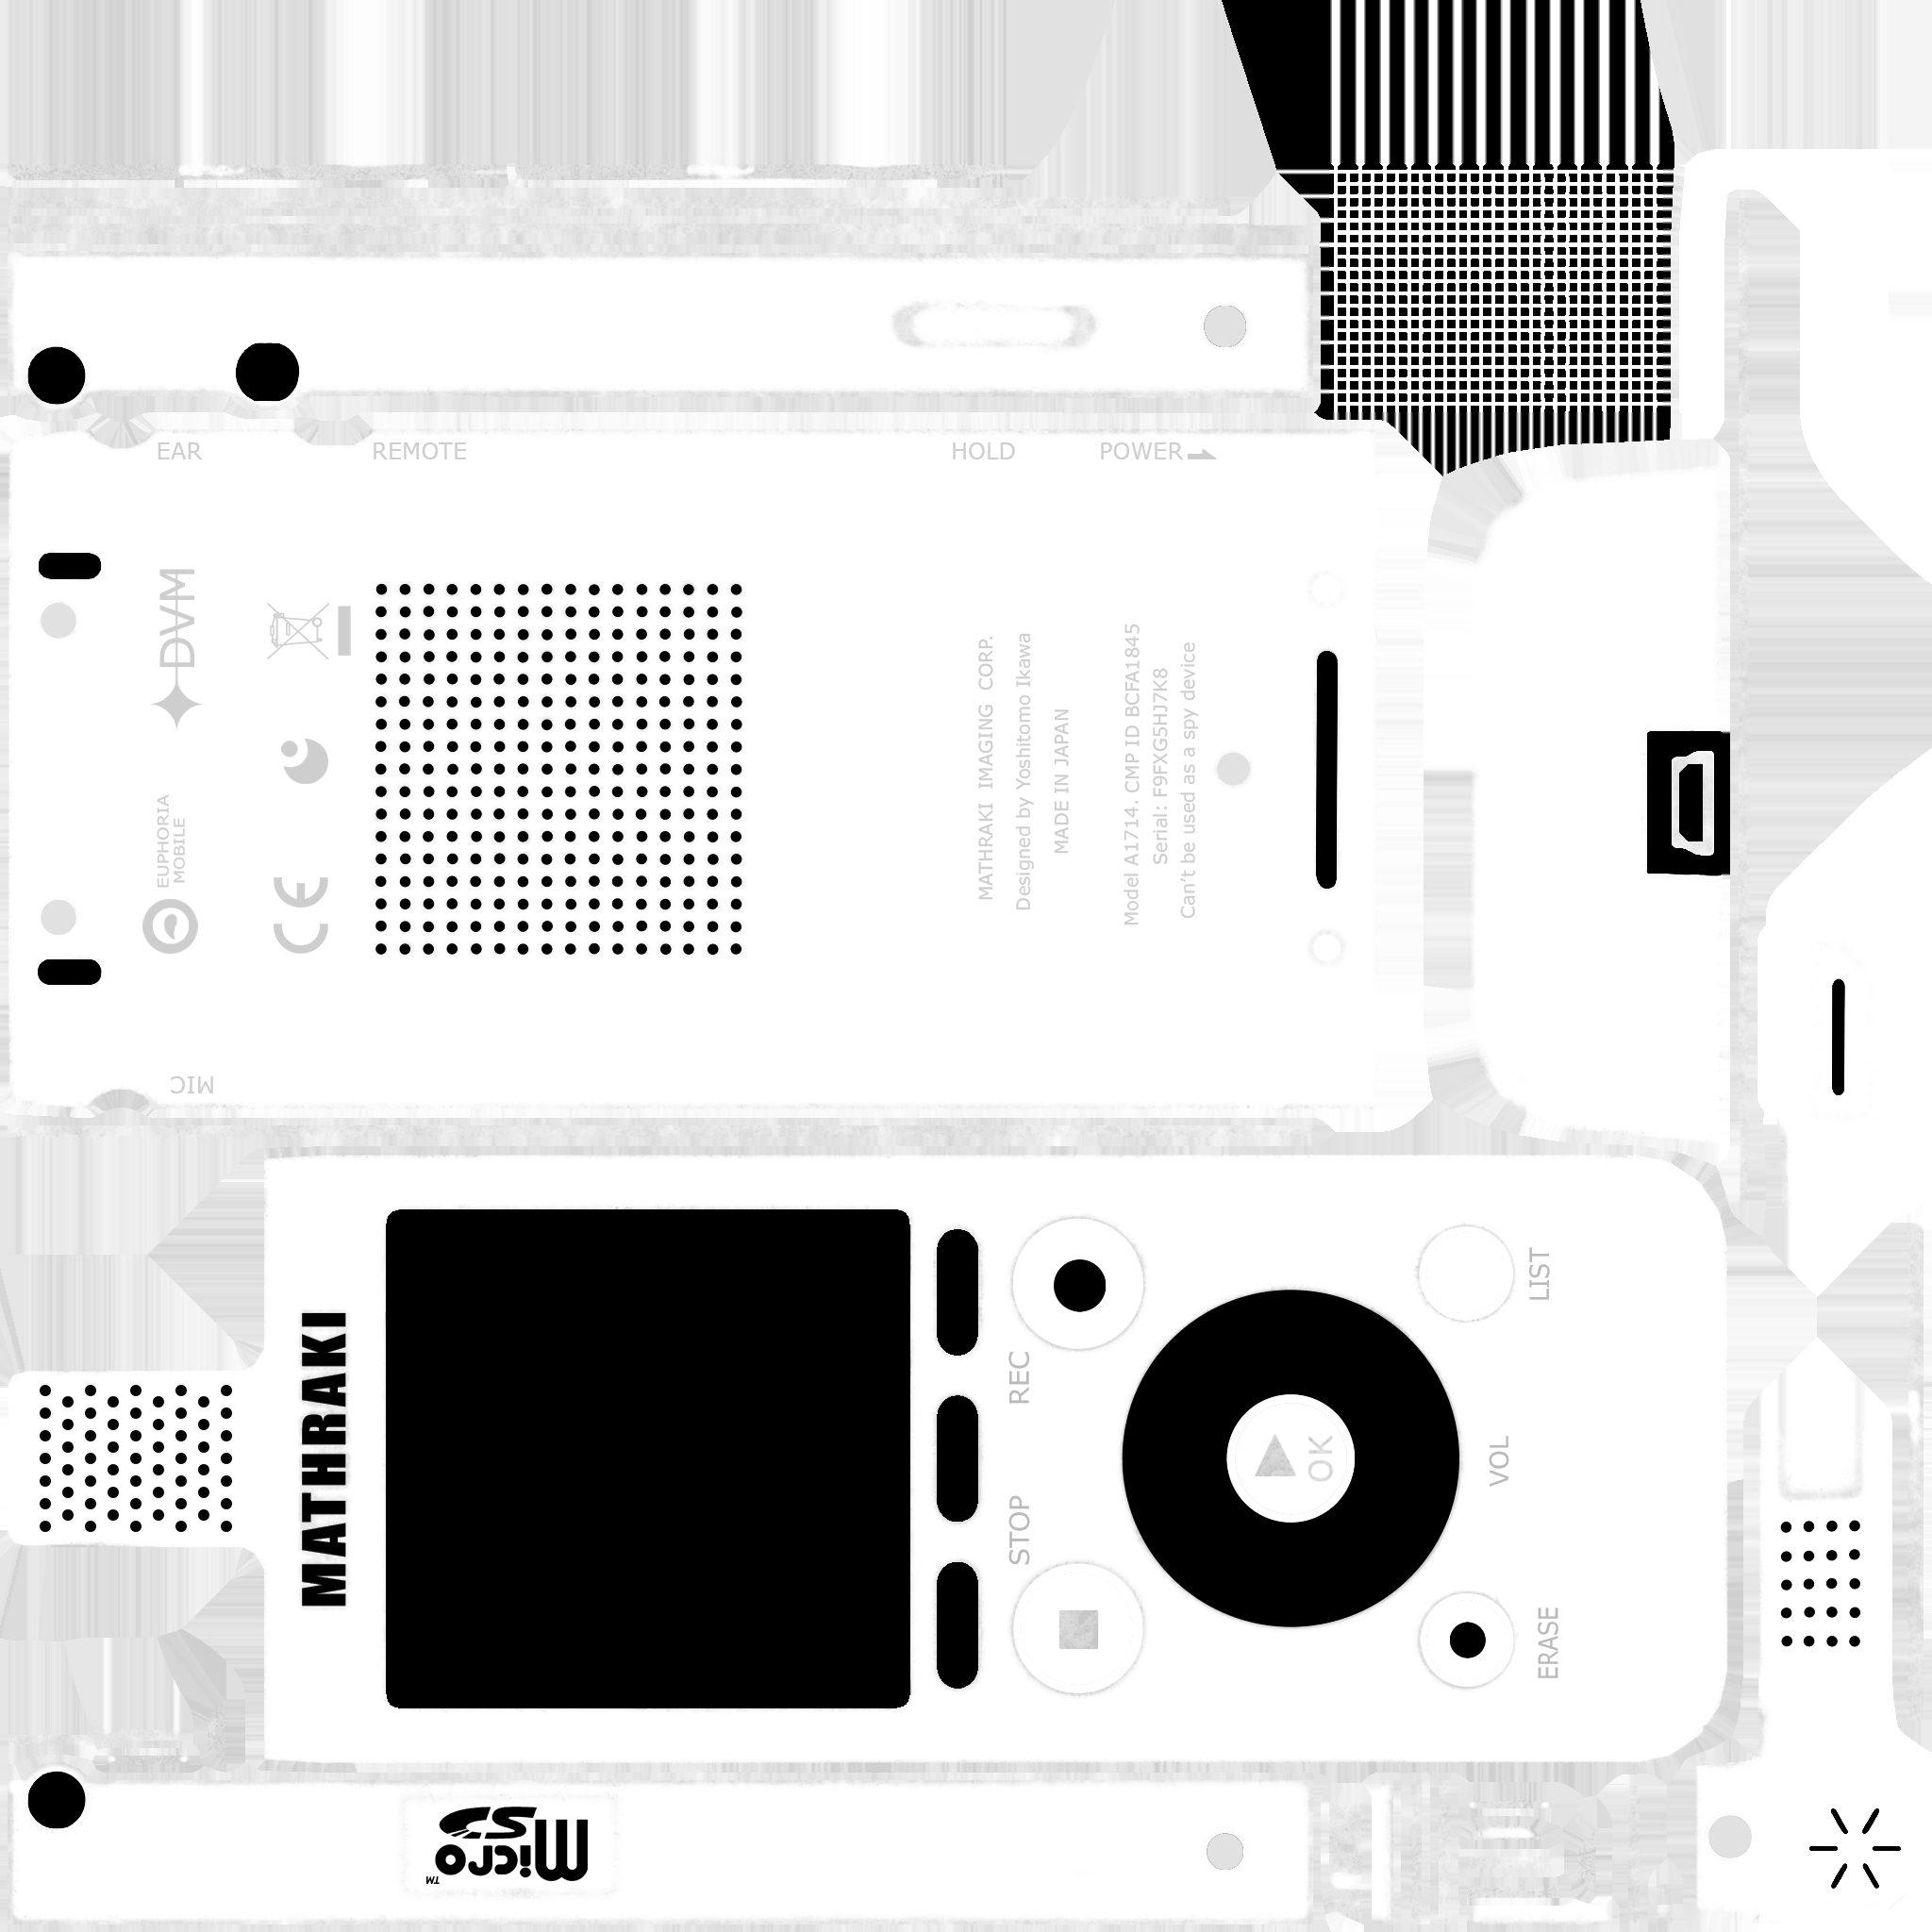 EAR
REMOTE
HOLD
POWER
DVM
EUPHORIA
MOBILE
CE
MATHRAKI IMAGING CORP.
Designed by Yoshitomo Ikawa
MADE IN JAPAN
Model A1714. CMP ID BCFA1845
Serial: F9FXG5HJ7K8
Can't be used as a spy device
MIC
MATHRAKI
REC
STOP
OK
LIST
VOL
ERASE
Micro
SD
TM